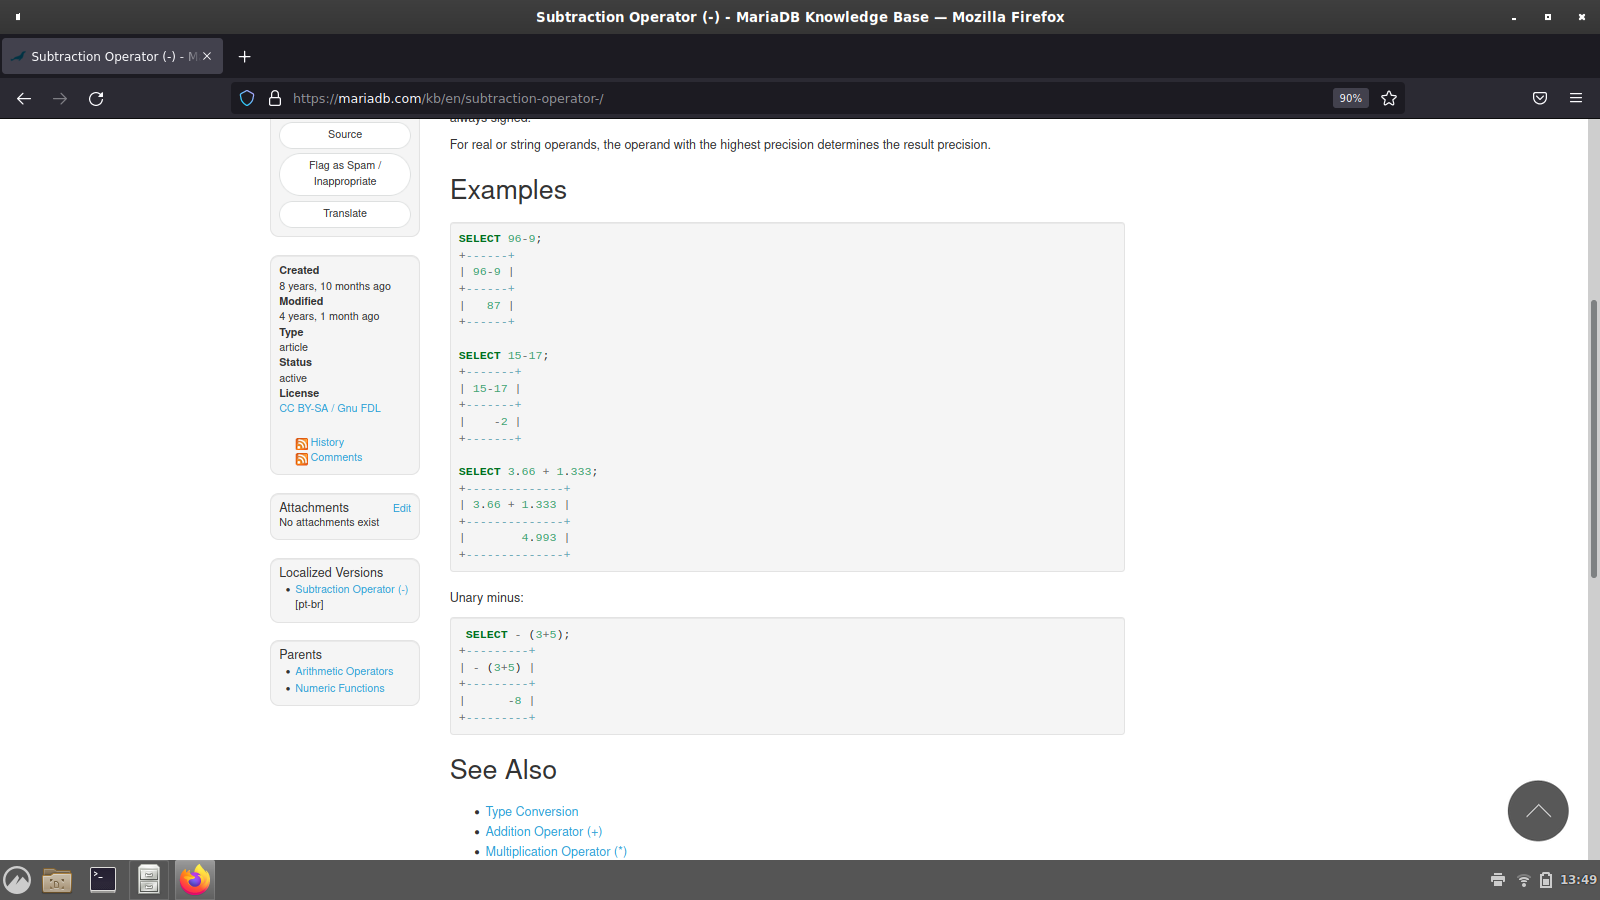 Subtraction Operator (-) - MariaDB Knowledge Base — Mozilla Firefox
Subtraction Operator (-) - M
https://mariadb.com/kb/en/subtraction-operator-/
90%
Source
Flag as Spam /
Inappropriate
Translate
Created
8 years, 10 months ago
Modified
4 years, 1 month ago
Type
article
Status
active
License
CC BY-SA / Gnu FDL
History
Comments
Attachments Edit
No attachments exist
Localized Versions
• Subtraction Operator (-)
[pt-br]
Parents
• Arithmetic Operators
• Numeric Functions
always signed.
For real or string operands, the operand with the highest precision determines the result precision.
Examples
SELECT 96-9;
+------+
| 96-9 |
+------+
|   87 |
+------+
SELECT 15-17;
+-------+
| 15-17 |
+-------+
|    -2 |
+-------+
SELECT 3.66 + 1.333;
+--------------+
| 3.66 + 1.333 |
+--------------+
|        4.993 |
+--------------+
Unary minus:
SELECT - (3+5);
+---------+
| - (3+5) |
+---------+
|      -8 |
+---------+
See Also
• Type Conversion
• Addition Operator (+)
• Multiplication Operator (*)
13:49